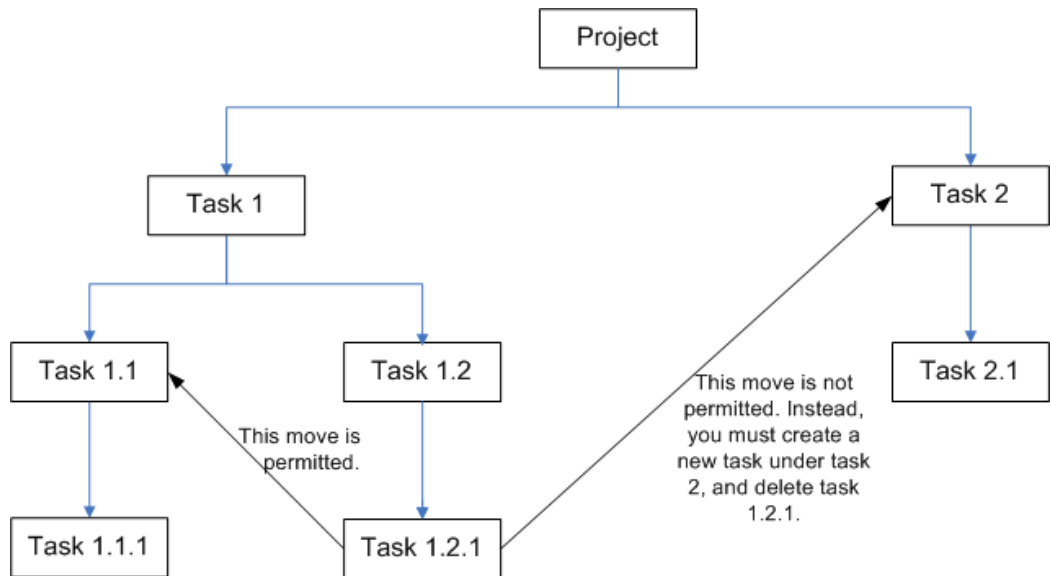 Project
Task 1
Task 2
Task 1.1
Task 1.2
Task 2.1
This move is
permitted.
This move is not
permitted. Instead,
you must create a
new task under task
2, and delete task
1.2.1.
Task 1.1.1
Task 1.2.1